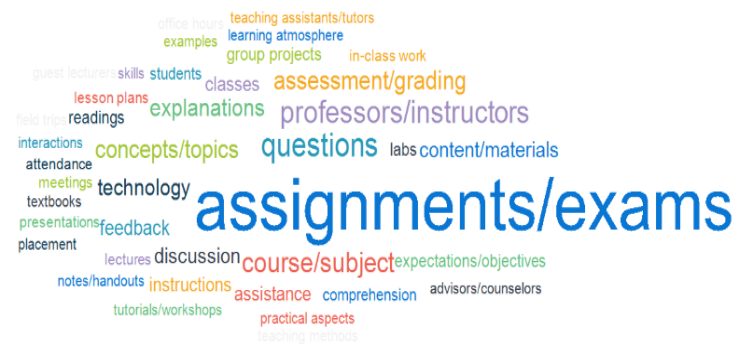 office hours teaching assistants/tutors
examples learning atmosphere
group projects in-class work
guest lecturers skills students classes assessment/grading
lesson plans explanations professors/instructors
field trips readings
interactions concepts/topics questions labs content/materials
attendance
meetings technology assignments/exams
textbooks
presentations feedback
placement
lectures discussion course/subject expectations/objectives
notes/handouts instructions assistance comprehension advisors/counselors
tutorials/workshops practical aspects
teaching methods